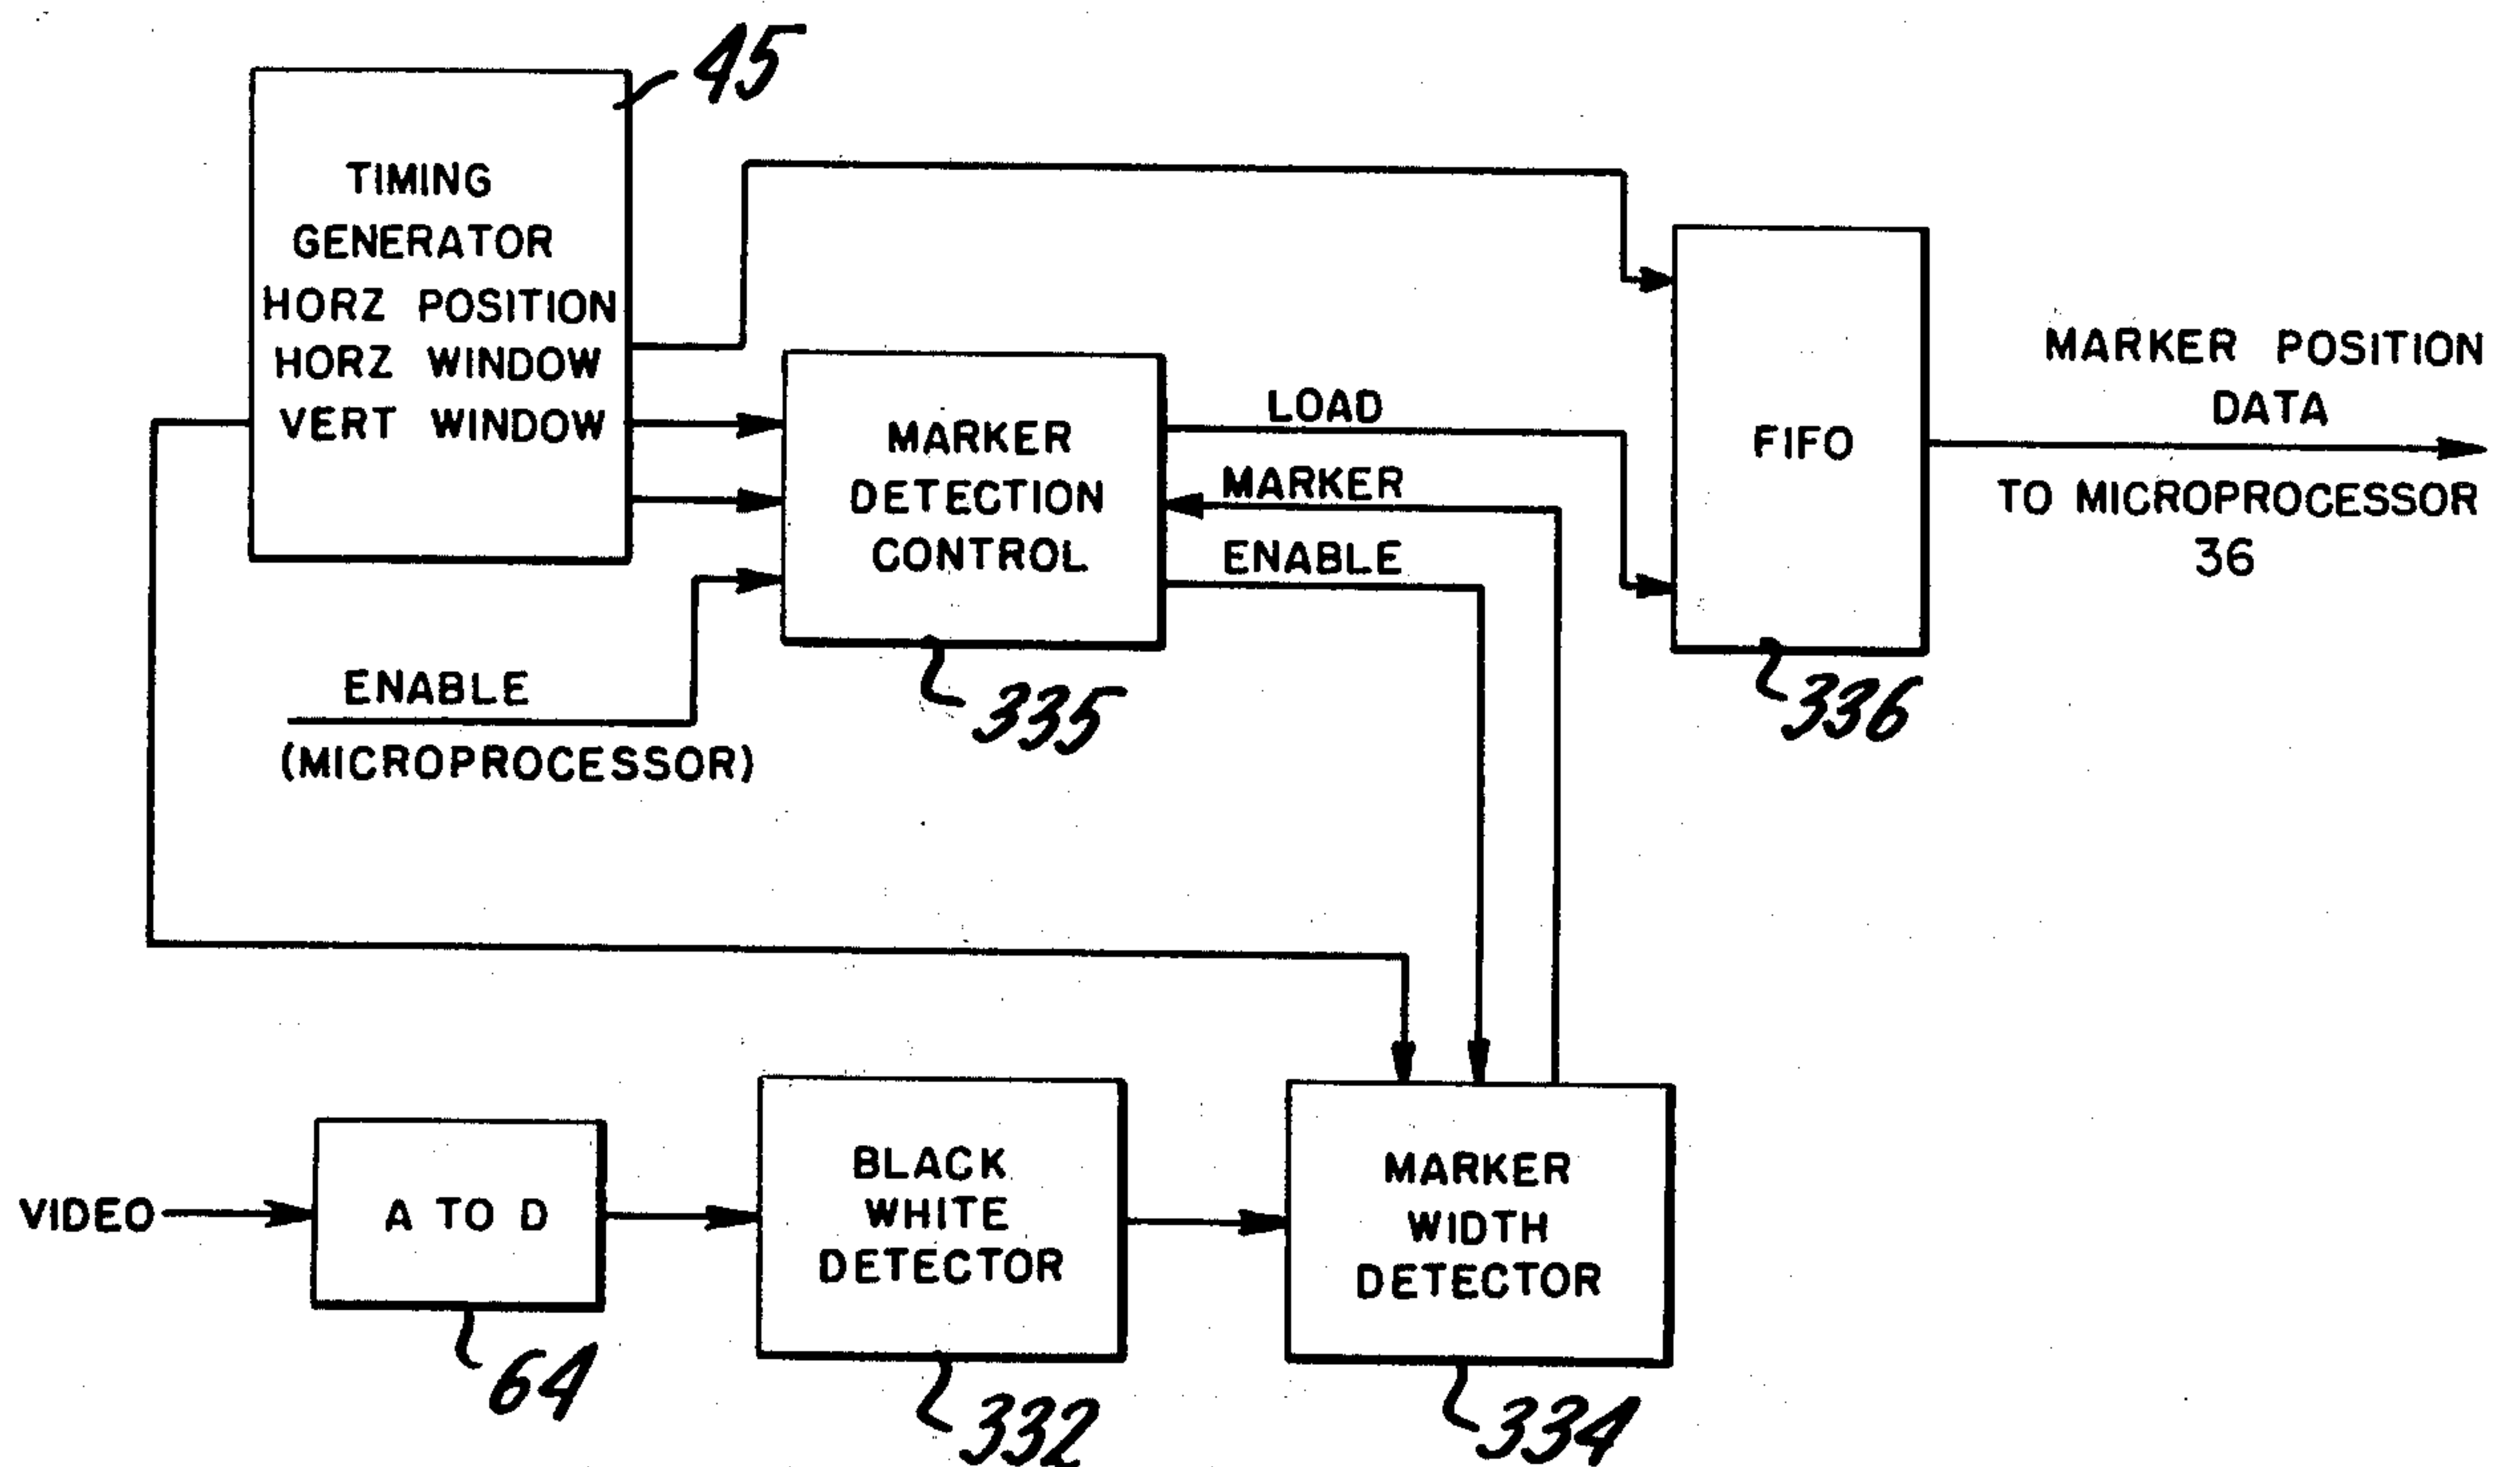 45
TIMING
GENERATOR
HORZ POSITION
HORZ WINDOW
VERT WINDOW
MARKER
DETECTION
CONTROL
335
LOAD
MARKER
ENABLE
FIFO
336
MARKER POSITION
DATA
TO MICROPROCESSOR
36
ENABLE
(MICROPROCESSOR)
VIDEO
A TO D
64
BLACK
WHITE
DETECTOR
332
MARKER
WIDTH
DETECTOR
334